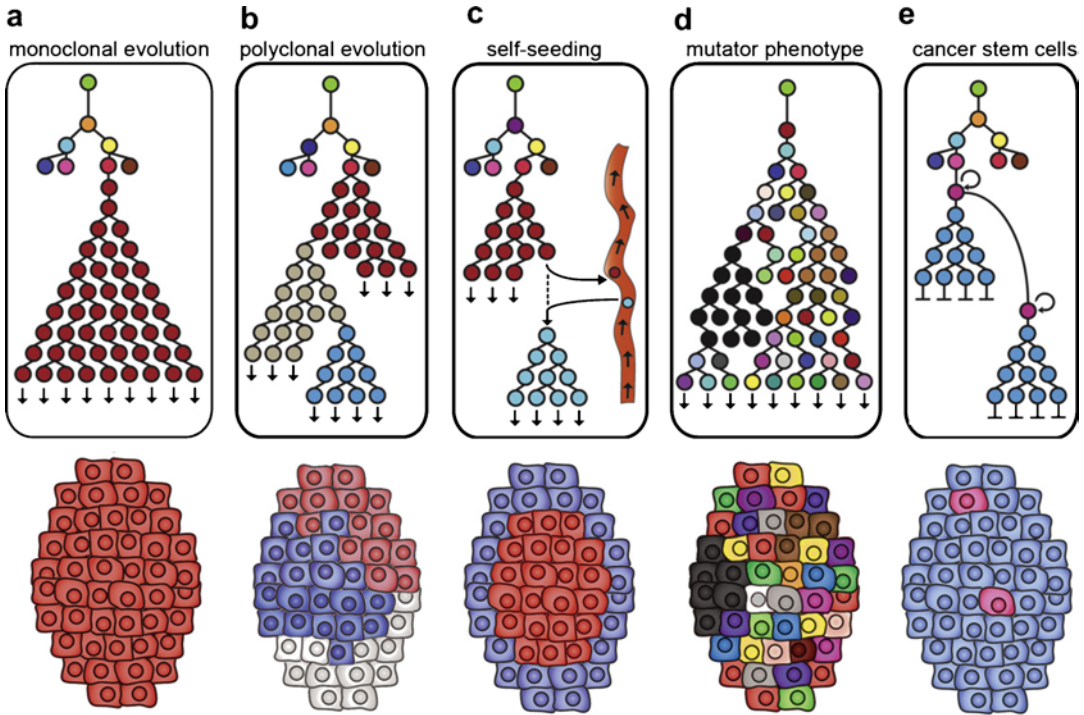 a
monoclonal evolution
b
polyclonal evolution
c
self-seeding
d
mutator phenotype
e
cancer stem cells